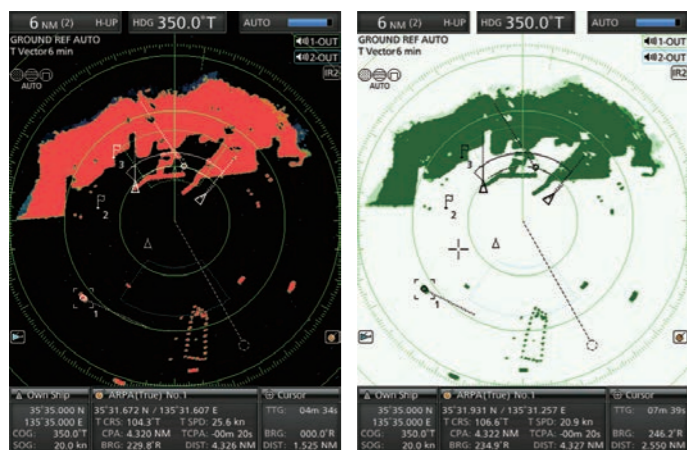 6 NM (2) H-UP HDG 350.0°T AUTO
GROUND REF AUTO
T Vector6 min
1-OUT
2-OUT
IR2
AUTO
3
2
1
Own Ship
35°35.000 N
135°35.000 E
COG: 350.0°T
SOG: 20.0 kn
ARPA(True) No.1
35°31.672 N / 135°31.607 E
T CRS: 104.3°T T SPD: 25.6 kn
CPA: 4.320 NM TCPA: -00m 20s
BRG: 229.8°R DIST: 4.326 NM
Cursor
TTG: 04m 34s
BRG: 000.0°R
DIST: 1.525 NM
6 NM (2) H-UP HDG 350.0°T AUTO
GROUND REF AUTO
T Vector6 min
1-OUT
2-OUT
IR2
AUTO
3
2
1
Own Ship
35°35.000 N
135°35.000 E
COG: 350.0°T
SOG: 20.0 kn
ARPA(True) No.1
35°31.931 N / 135°31.257 E
T CRS: 106.6°T T SPD: 20.9 kn
CPA: 4.322 NM TCPA: -00m 20s
BRG: 234.9°R DIST: 4.327 NM
Cursor
TTG: 07m 39s
BRG: 246.2°R
DIST: 2.550 NM